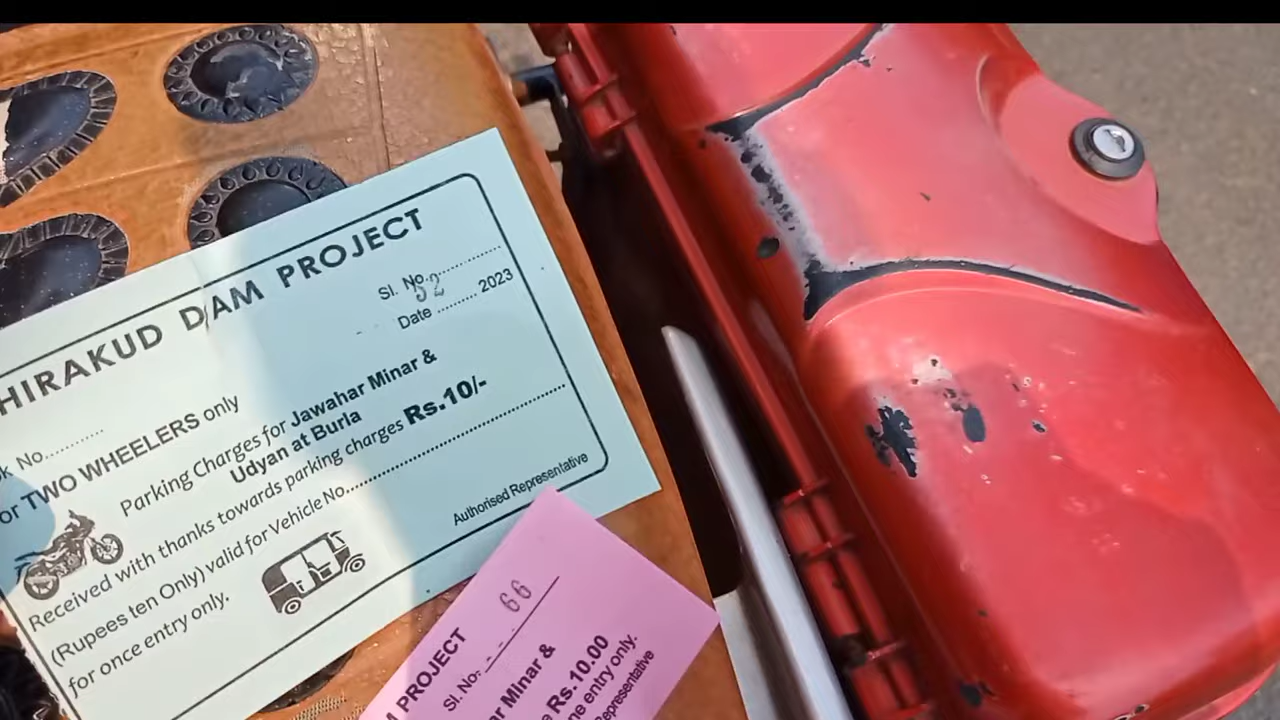 HIRAKUD DAM PROJECT
Sl. No. 52
Date .......... 2023
ok No...........
or TWO WHEELERS only
Parking Charges for Jawahar Minar &
Udyan at Burla
Received with thanks towards parking charges Rs.10/-
(Rupees ten Only) valid for Vehicle No.
for once entry only.
Authorised Representative
M PROJECT
Sl. No. 66
ar Minar &
e Rs. 10.00
ne entry only.
Representative